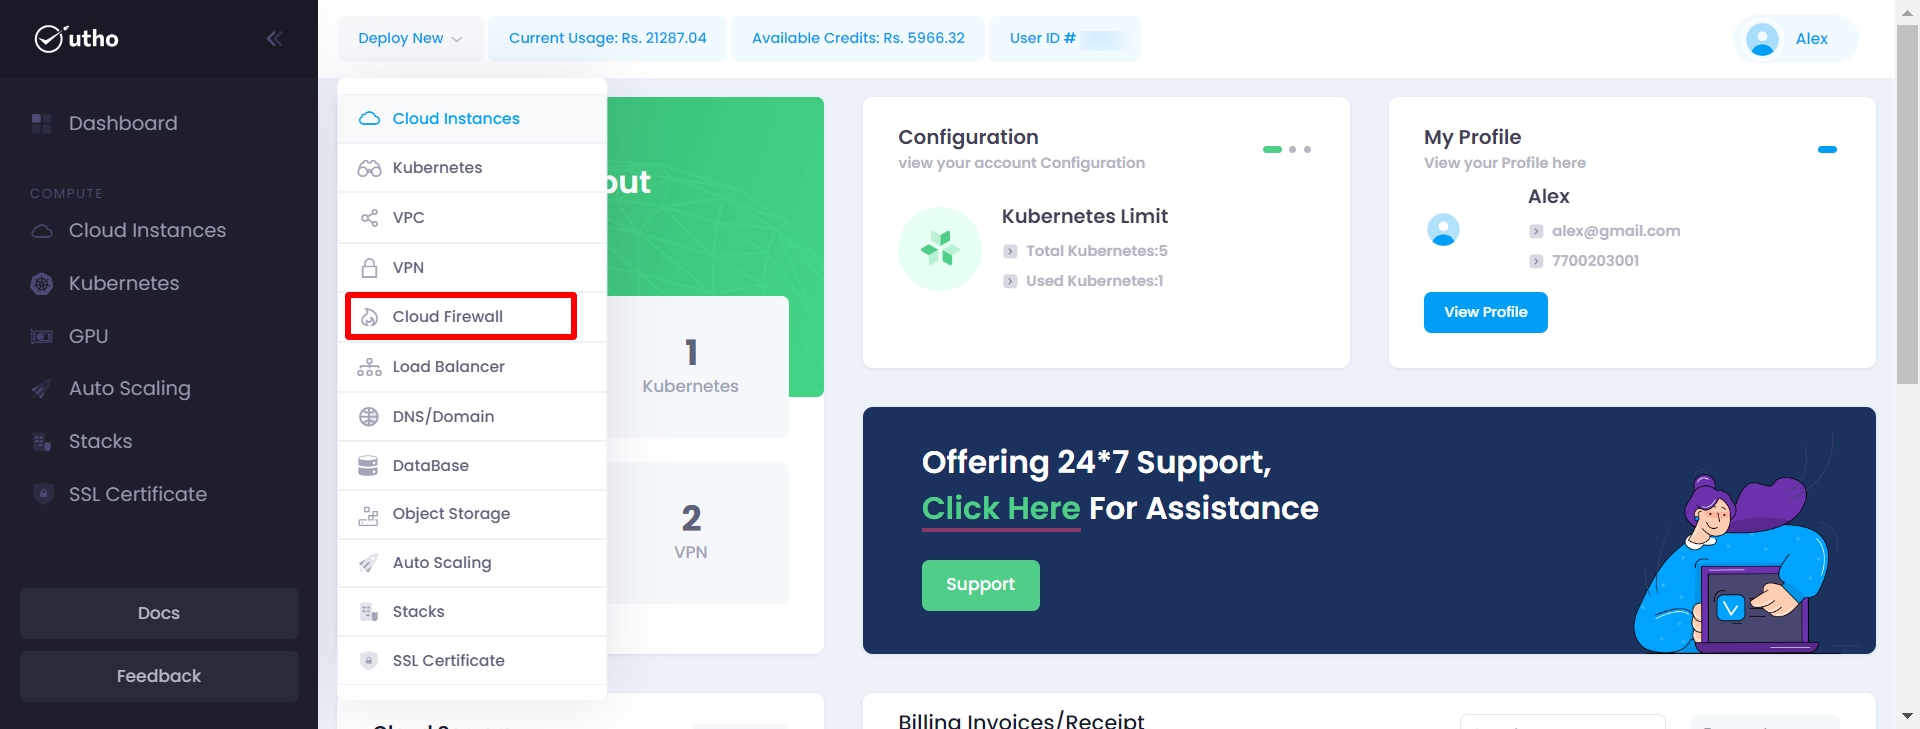 utho
Deploy New
Current Usage: Rs. 21287.04
Available Credits: Rs. 5966.32
User ID #
Alex
Dashboard
COMPUTE
Cloud Instances
Kubernetes
GPU
Auto Scaling
Stacks
SSL Certificate
Docs
Feedback
Cloud Instances
Kubernetes
VPC
VPN
Cloud Firewall
Load Balancer
DNS/Domain
DataBase
Object Storage
Auto Scaling
Stacks
SSL Certificate
1
Kubernetes
2
VPN
Configuration
view your account Configuration
Kubernetes Limit
Total Kubernetes:5
Used Kubernetes:1
My Profile
View your Profile here
Alex
alex@gmail.com
7700203001
View Profile
Offering 24*7 Support,
Click Here For Assistance
Support
Billing Invoices/Receipt